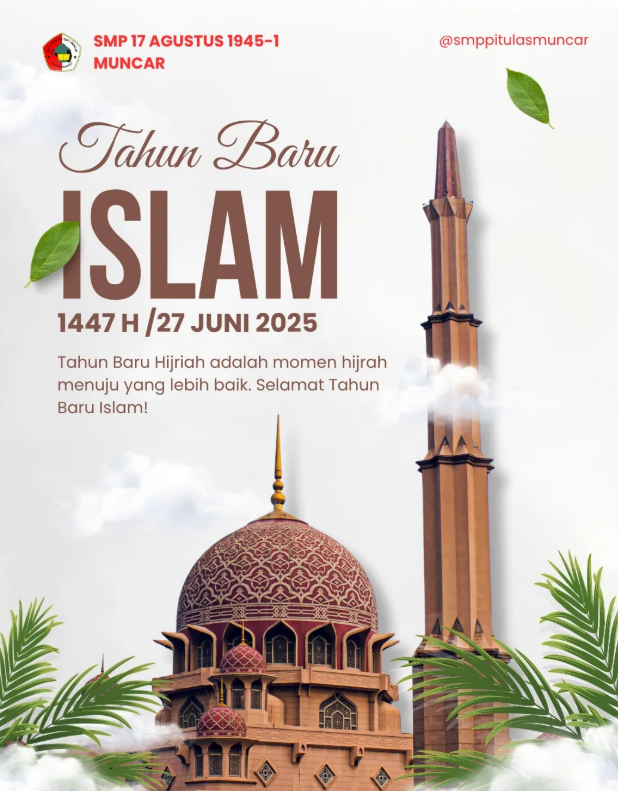 SMP 17 AGUSTUS 1945-1
MUNCAR
@smppitulasmuncar
Tahun Baru
ISLAM
1447 H /27 JUNI 2025
Tahun Baru Hijriah adalah momen hijrah
menuju yang lebih baik. Selamat Tahun
Baru Islam!